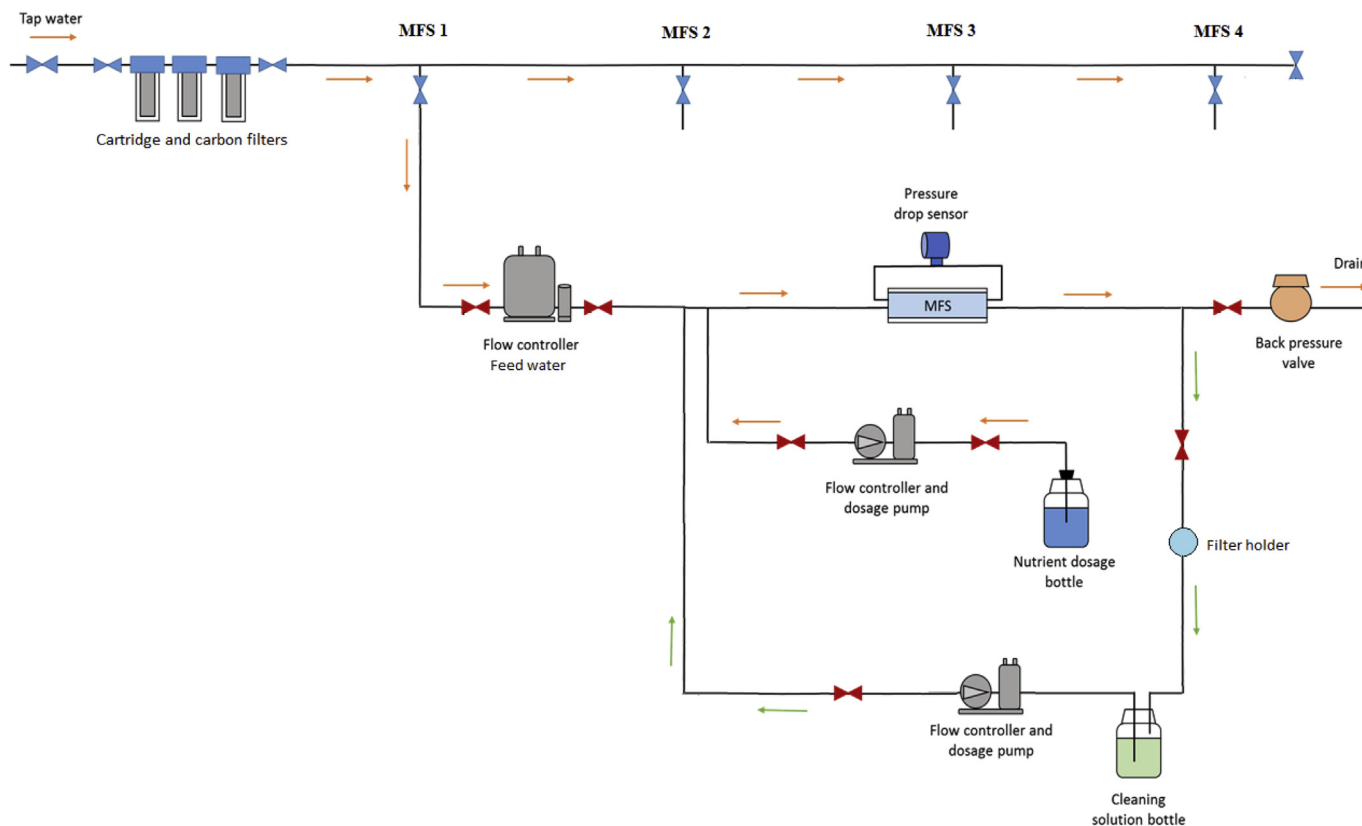 Tap water
MFS 1
MFS 2
MFS 3
MFS 4
Cartridge and carbon filters
Pressure
drop sensor
Drain
MFS
Flow controller
Feed water
Back pressure
valve
Flow controller and
dosage pump
Nutrient dosage
bottle
Filter holder
Flow controller and
dosage pump
Cleaning
solution bottle